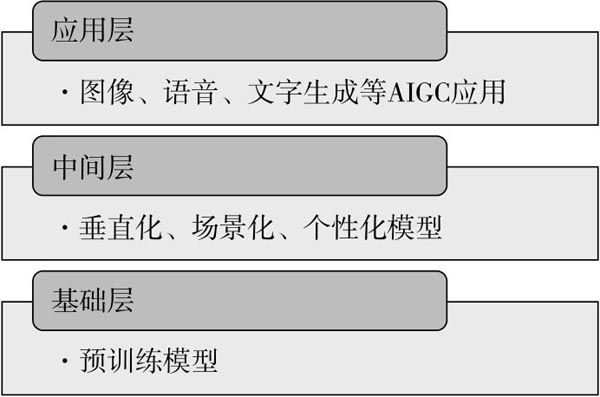 应用层
·图像、语音、文字生成等AIGC应用
中间层
·垂直化、场景化、个性化模型
基础层
·预训练模型